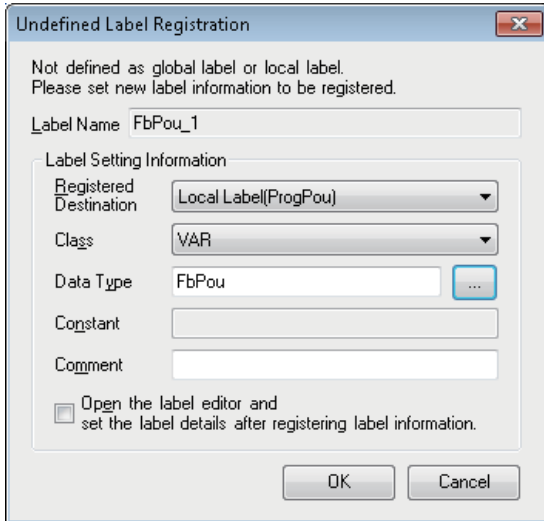 Undefined Label Registration
Not defined as global label or local label.
Please set new label information to be registered.
Label Name FbPou_1
Label Setting Information
Registered
Destination Local Label(ProgPou)
Class VAR
Data Type FbPou ...
Constant
Comment
Open the label editor and
set the label details after registering label information.
OK Cancel